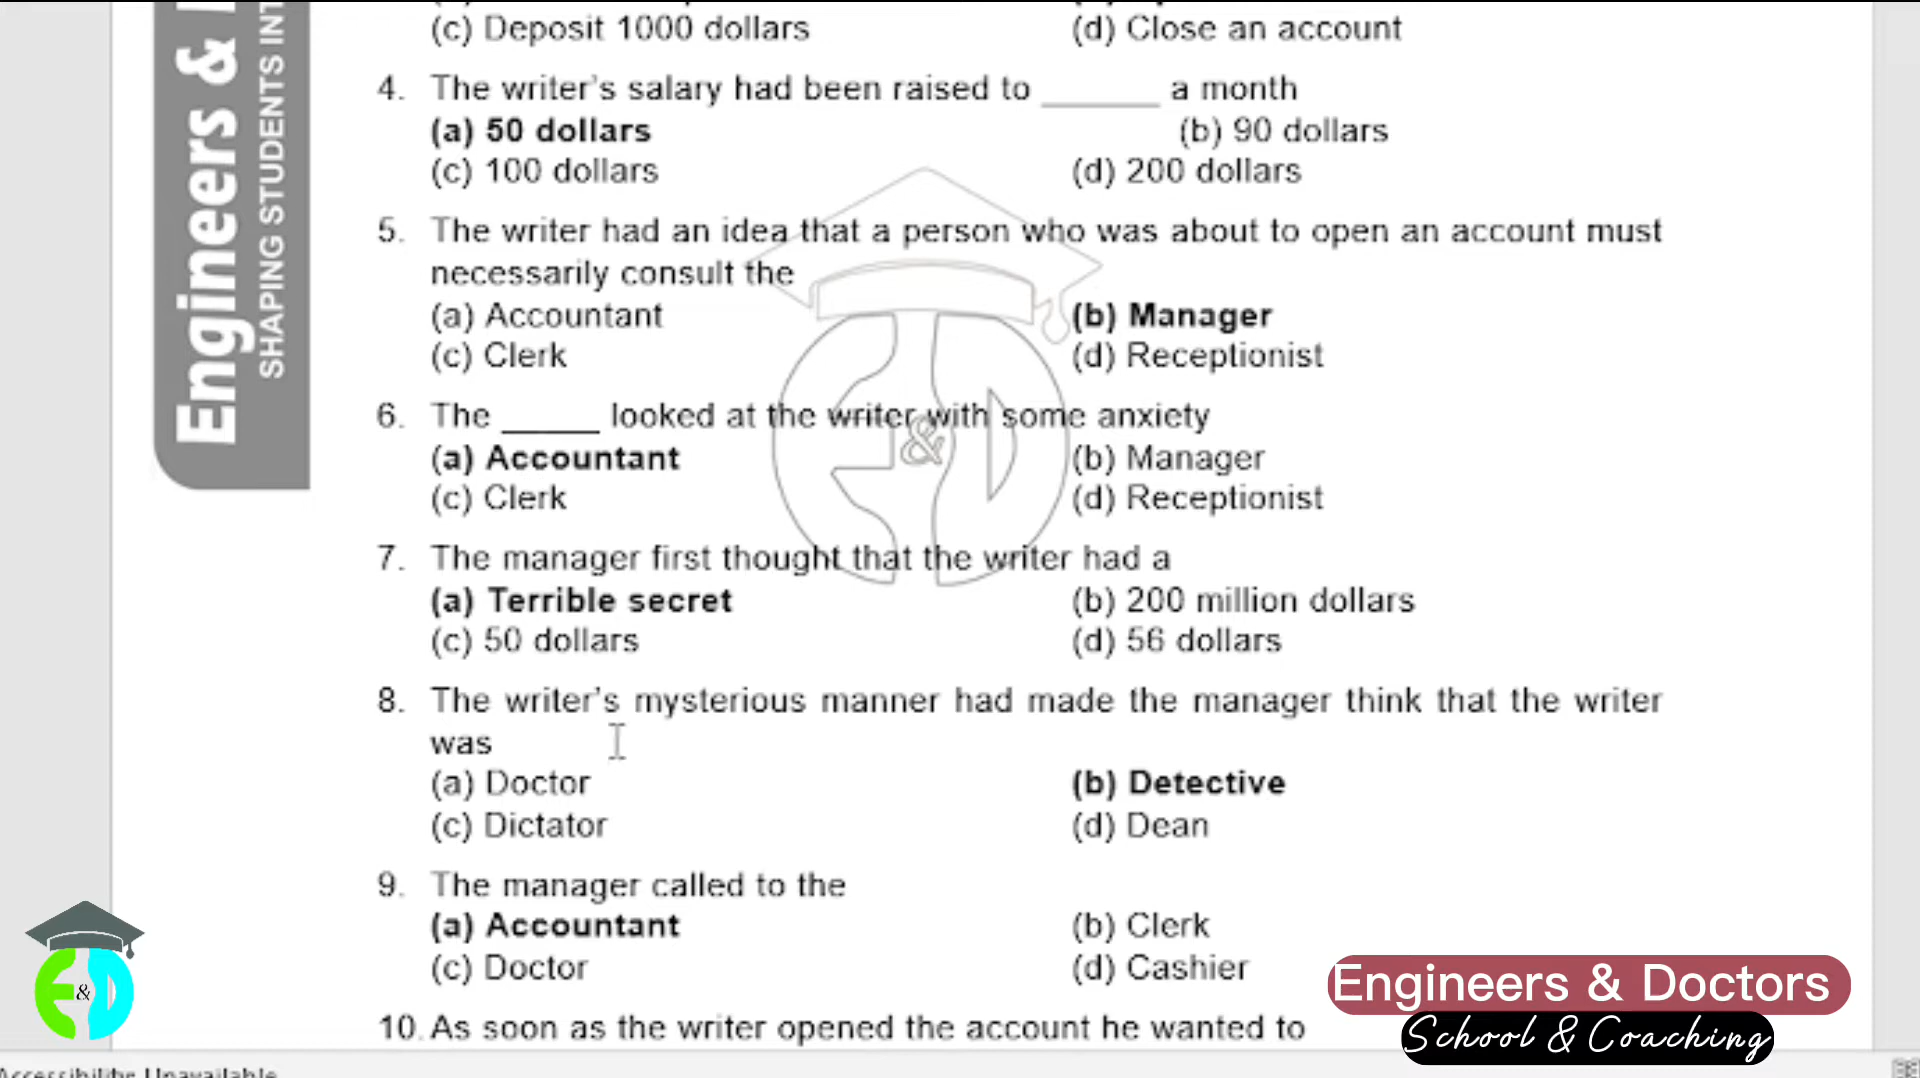 Engineers &
SHAPING STUDENTS INT
(c) Deposit 1000 dollars (d) Close an account
4. The writer's salary had been raised to _______ a month
(a) 50 dollars (b) 90 dollars
(c) 100 dollars (d) 200 dollars
5. The writer had an idea that a person who was about to open an account must
necessarily consult the
(a) Accountant (b) Manager
(c) Clerk (d) Receptionist
6. The ______ looked at the writer with some anxiety
(a) Accountant (b) Manager
(c) Clerk (d) Receptionist
7. The manager first thought that the writer had a
(a) Terrible secret (b) 200 million dollars
(c) 50 dollars (d) 56 dollars
8. The writer's mysterious manner had made the manager think that the writer
was
(a) Doctor (b) Detective
(c) Dictator (d) Dean
9. The manager called to the
(a) Accountant (b) Clerk
(c) Doctor (d) Cashier
10. As soon as the writer opened the account he wanted to
E & D
E & D
Engineers & Doctors
School & Coaching
Accessibility: Unavailable